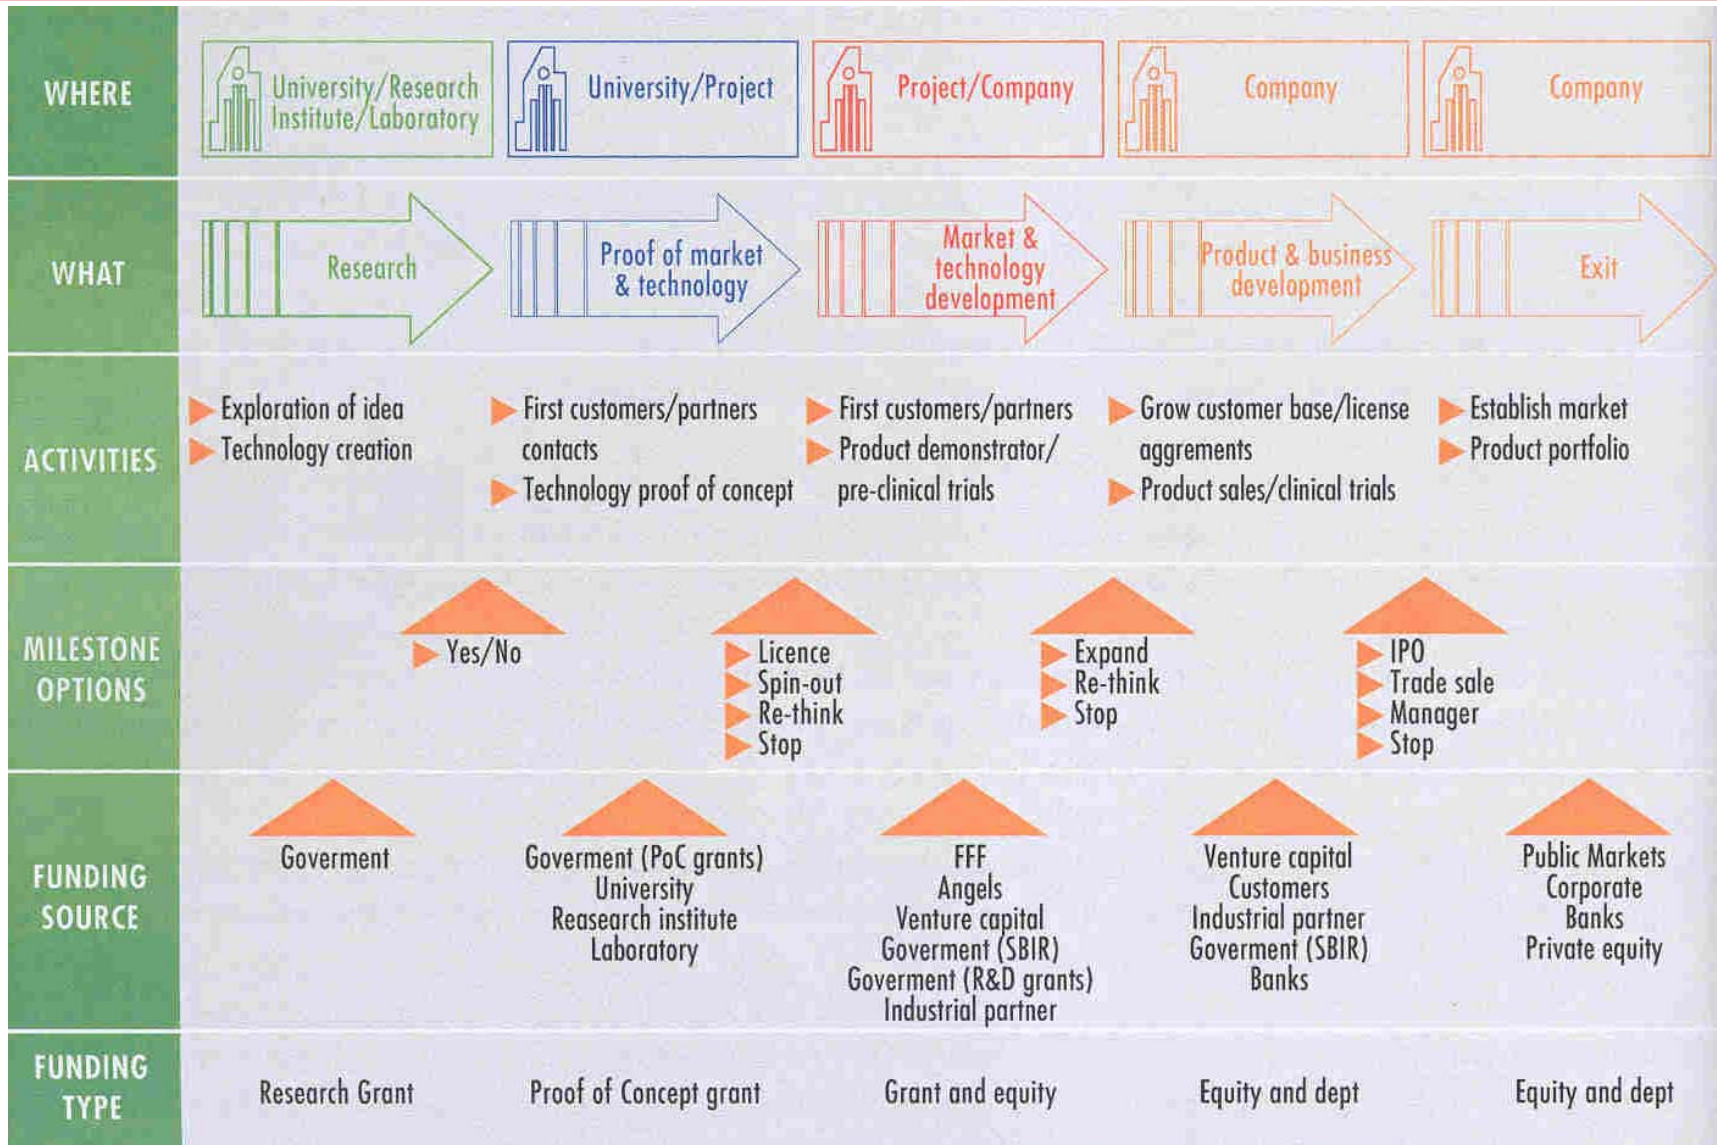 WHERE
University/Research
Institute/Laboratory
University/Project
Project/Company
Company
Company
WHAT
Research
Proof of market
& technology
Market &
technology
development
Product & business
development
Exit
ACTIVITIES
Exploration of idea
Technology creation
First customers/partners
contacts
Technology proof of concept
First customers/partners
Product demonstrator/
pre-clinical trials
Grow customer base/license
aggrements
Product sales/clinical trials
Establish market
Product portfolio
MILESTONE
OPTIONS
Yes/No
Licence
Spin-out
Re-think
Stop
Expand
Re-think
Stop
IPO
Trade sale
Manager
Stop
FUNDING
SOURCE
Goverment
Goverment (PoC grants)
University
Reasearch institute
Laboratory
FFF
Angels
Venture capital
Goverment (SBIR)
Goverment (R&D grants)
Industrial partner
Venture capital
Customers
Industrial partner
Goverment (SBIR)
Banks
Public Markets
Corporate
Banks
Private equity
FUNDING
TYPE
Research Grant
Proof of Concept grant
Grant and equity
Equity and dept
Equity and dept